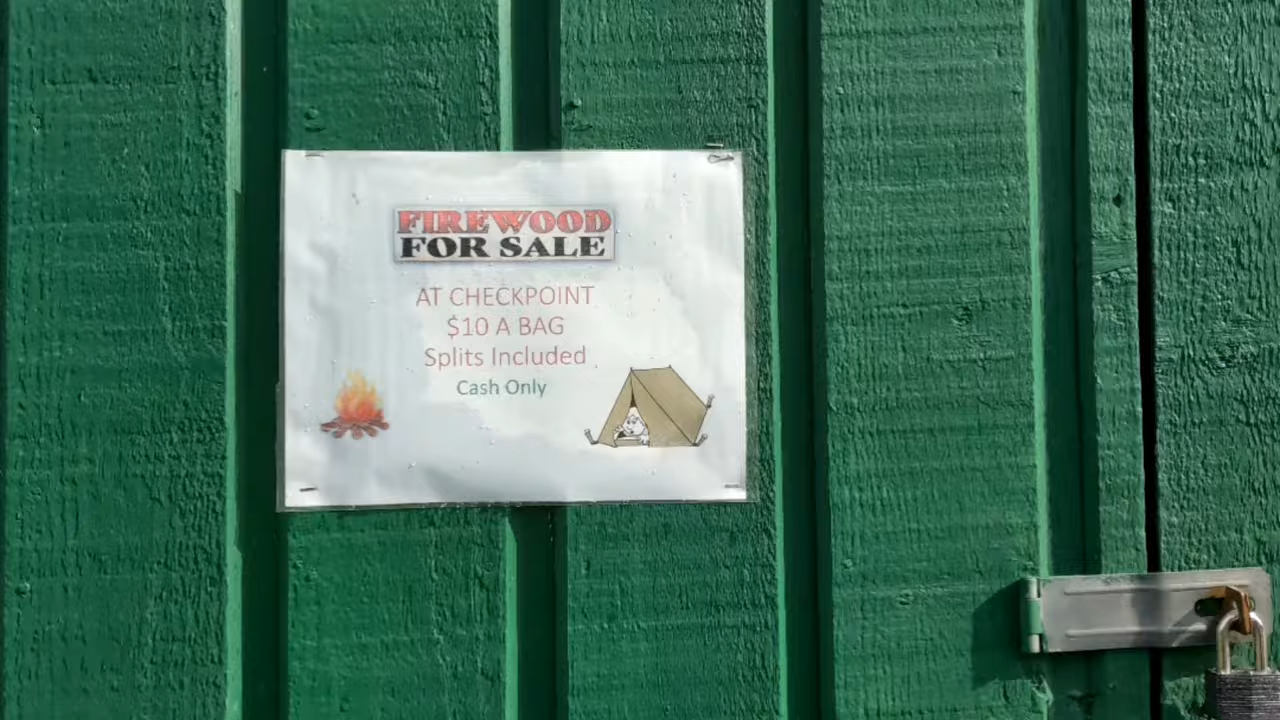 FIREWOOD
FOR SALE
AT CHECKPOINT
$10 A BAG
Splits Included
Cash Only